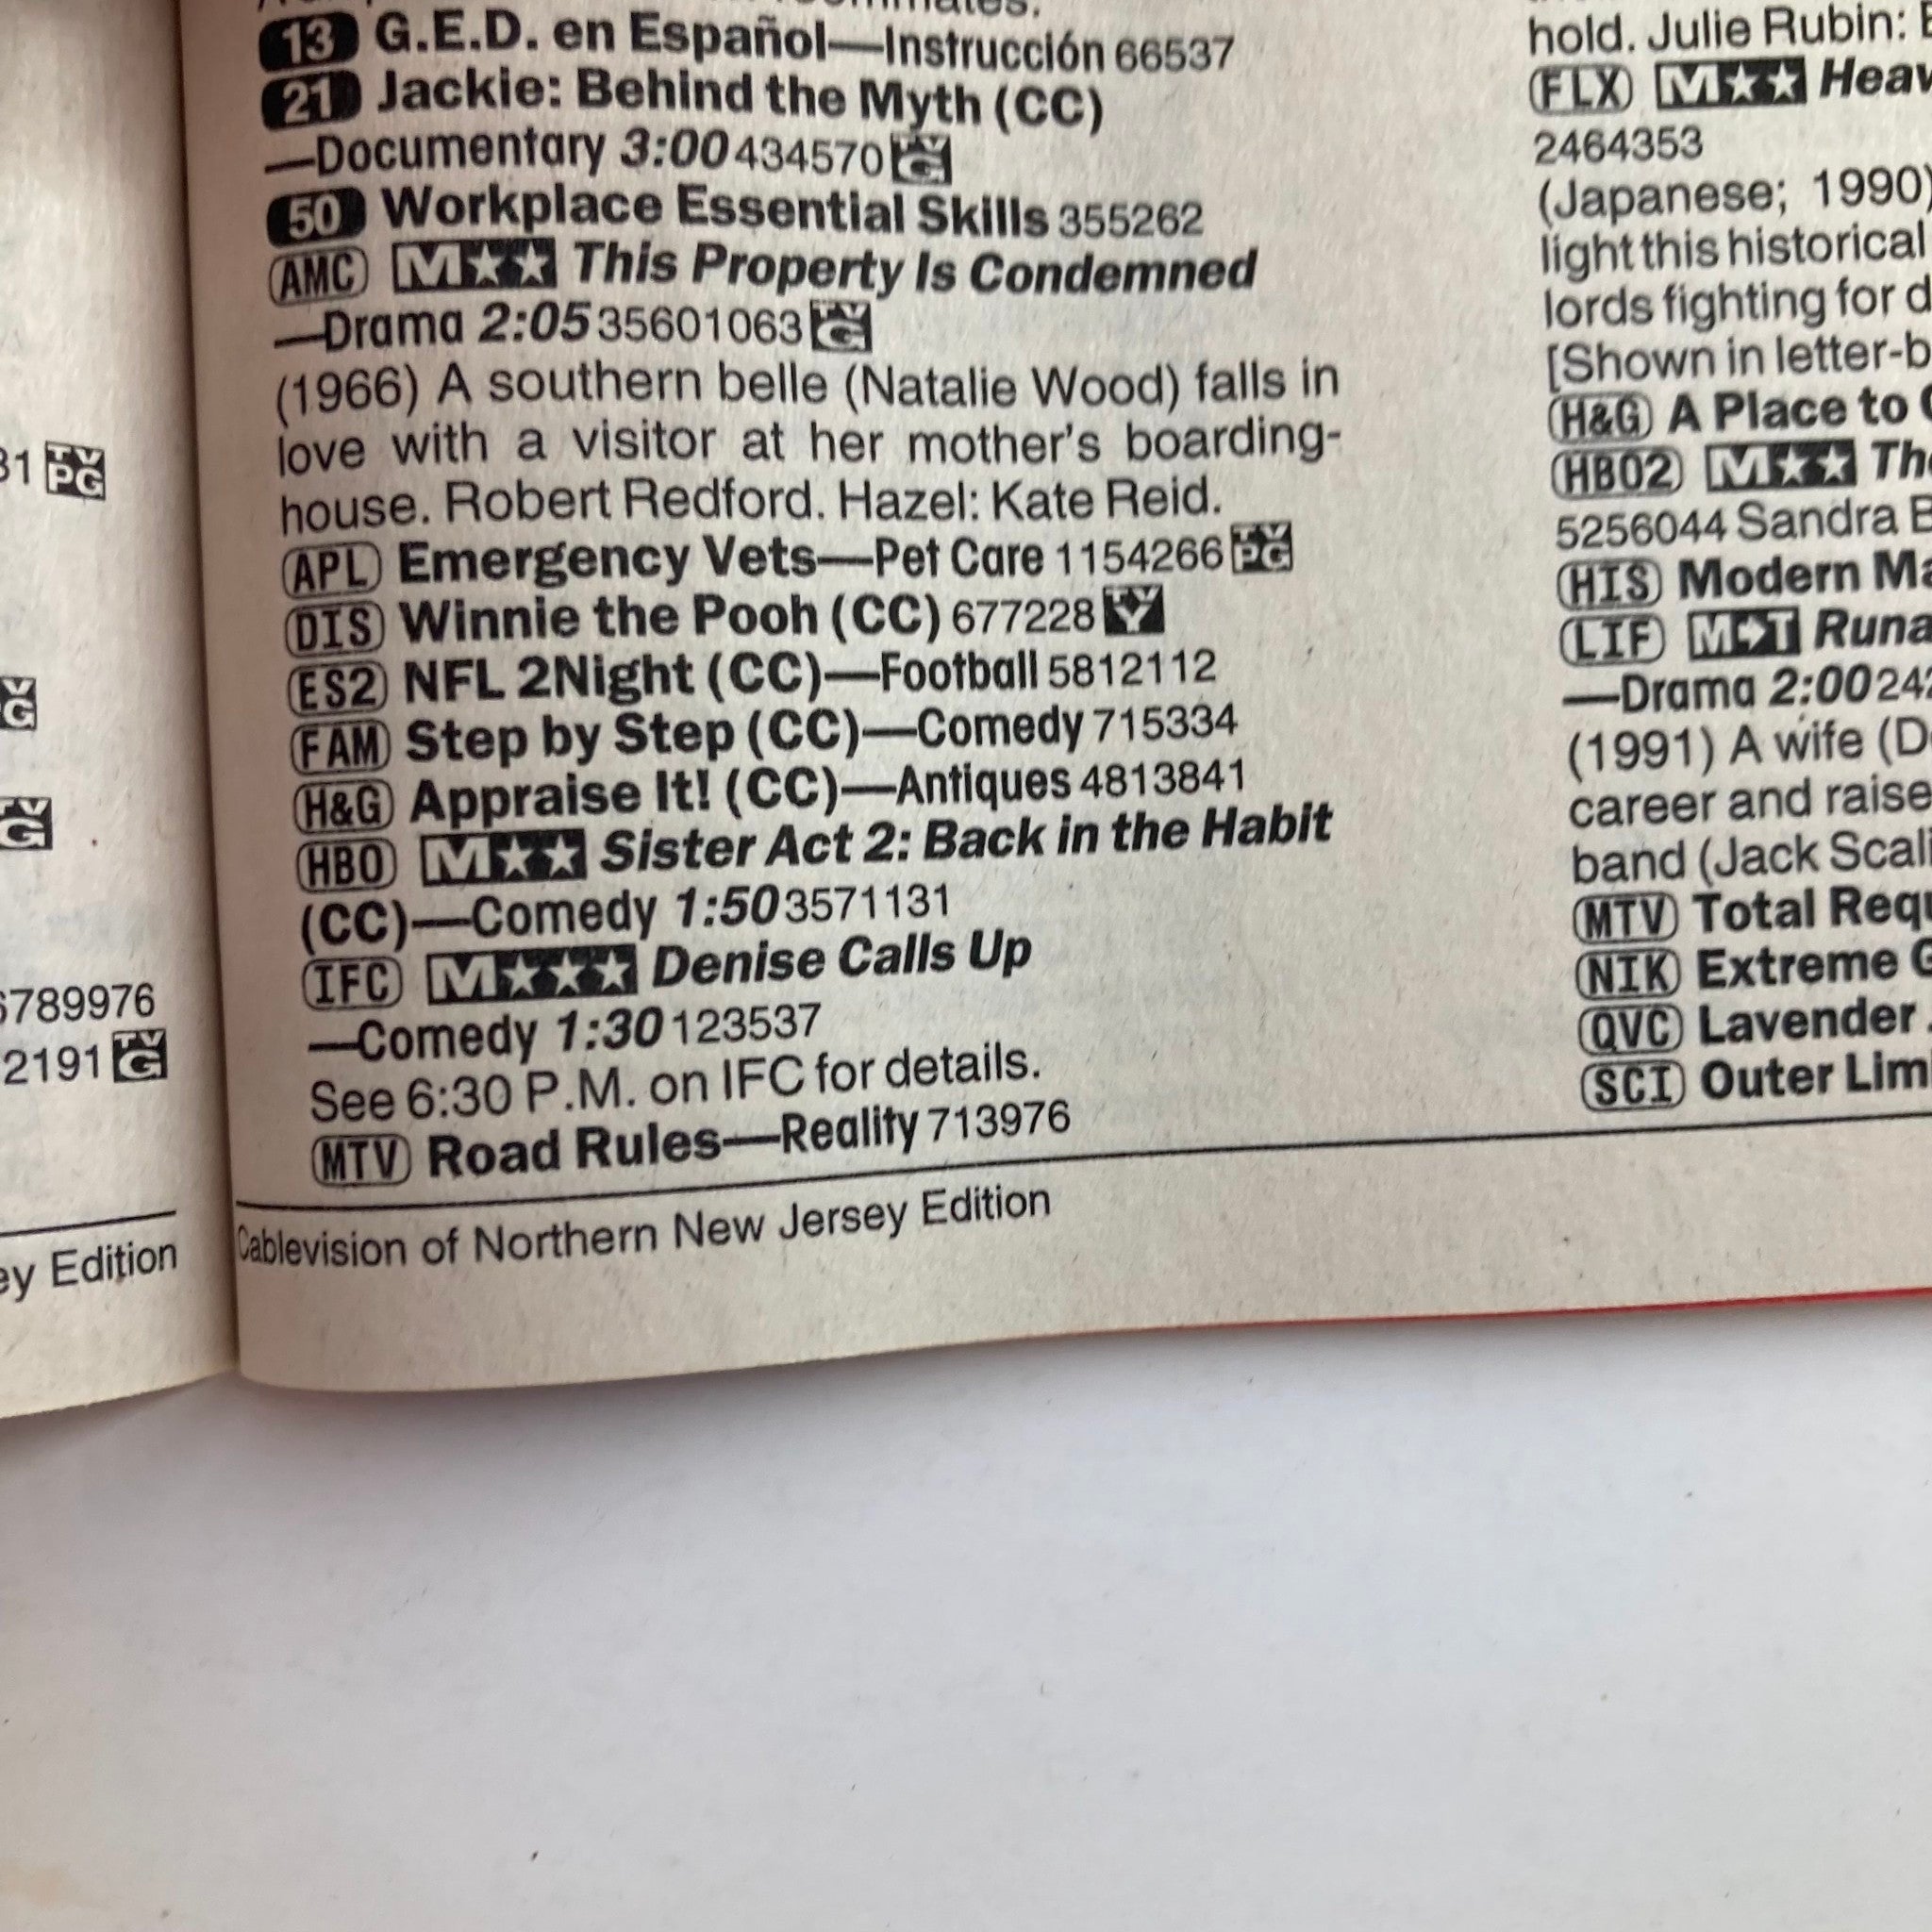 13 G.E.D. en Español—Instrucción 66537
21 Jackie: Behind the Myth (CC)
—Documentary 3:00 434570 TV G
50 Workplace Essential Skills 355262
AMC M★★ This Property Is Condemned
—Drama 2:05 35601063 TV G
(1966) A southern belle (Natalie Wood) falls in
love with a visitor at her mother's boarding-
house. Robert Redford. Hazel: Kate Reid.
APL Emergency Vets—Pet Care 1154266 TV PG
DIS Winnie the Pooh (CC) 677228 TV Y
ES2 NFL 2Night (CC)—Football 5812112
FAM Step by Step (CC)—Comedy 715334
H&G Appraise It! (CC)—Antiques 4813841
HBO M★★ Sister Act 2: Back in the Habit
(CC)—Comedy 1:50 3571131
IFC M★★★ Denise Calls Up
—Comedy 1:30 123537
See 6:30 P.M. on IFC for details.
MTV Road Rules—Reality 713976
Cablevision of Northern New Jersey Edition
hold. Julie Rubin:
FLX M★★
2464353
(Japanese; 1990)
light this historical
lords fighting for
[Shown in letter-
H&G A Place to
HBO2 M★★
5256044 Sandra
HIS Modern
LIF M★T
—Drama 2:00
(1991) A wife
career and raise
band (Jack
MTV Total
NIK Extreme
QVC Lavender
SCI Outer
TV PG
6789976
2191 TV G
Edition